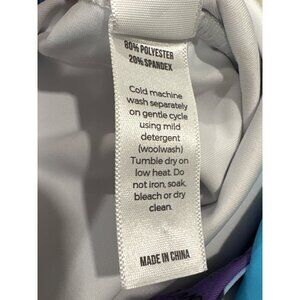 80% POLYESTER
20% SPANDEX
Cold machine
wash separately
on gentle cycle
using mild
detergent
(woolwash)
Tumble dry on
low heat. Do
not iron, soak,
bleach or dry
clean.
MADE IN CHINA